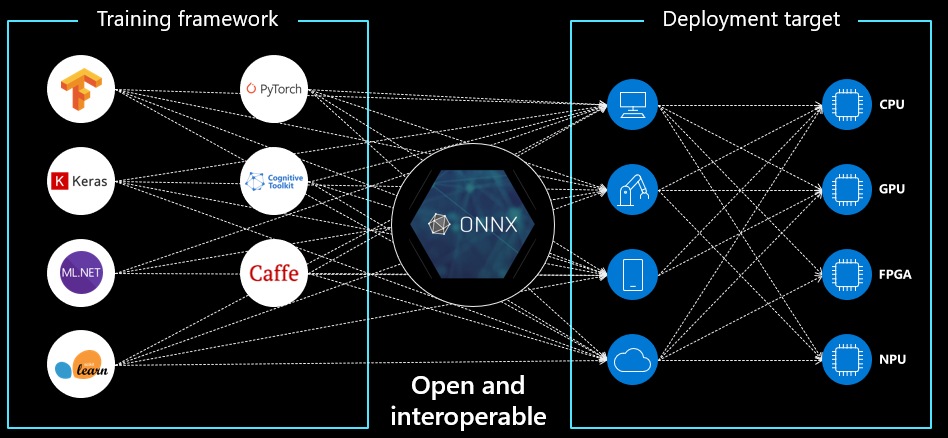 Training framework
Deployment target
PyTorch
CPU
Keras
Cognitive
Toolkit
GPU
ONNX
ML.NET
Caffe
FPGA
learn
NPU
Open and
interoperable